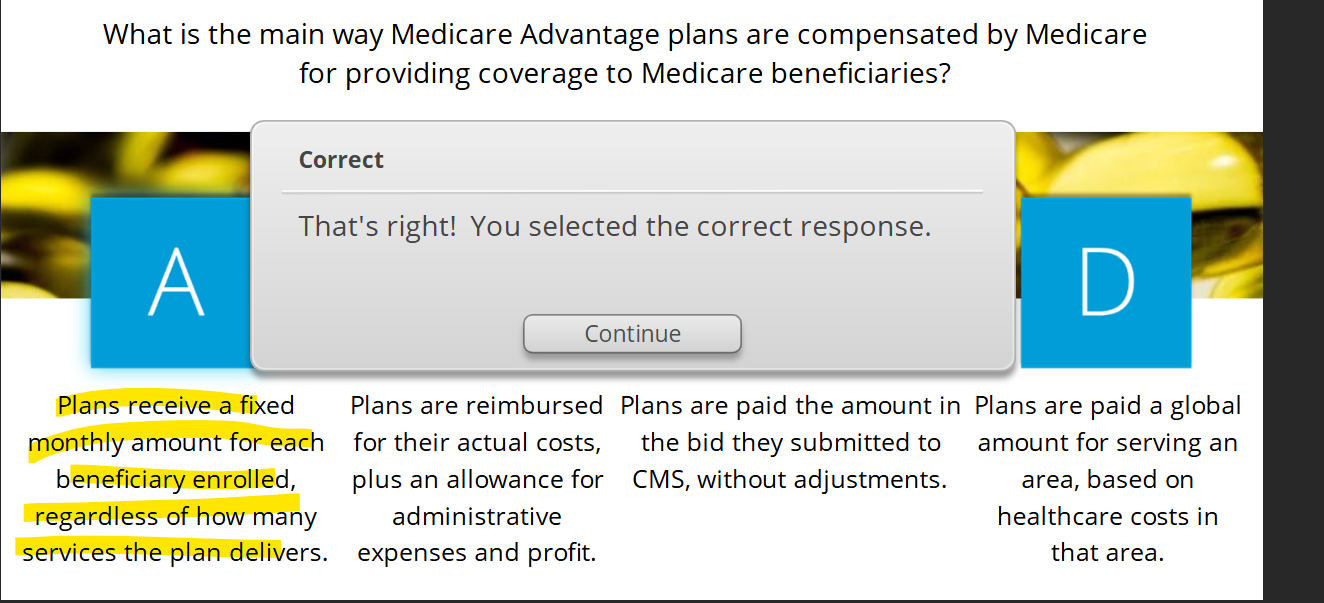 What is the main way Medicare Advantage plans are compensated by Medicare
for providing coverage to Medicare beneficiaries?
Correct
That's right!  You selected the correct response.
Continue
A
D
Plans receive a fixed
monthly amount for each
beneficiary enrolled,
regardless of how many
services the plan delivers.
Plans are reimbursed
for their actual costs,
plus an allowance for
administrative
expenses and profit.
Plans are paid the amount in
the bid they submitted to
CMS, without adjustments.
Plans are paid a global
amount for serving an
area, based on
healthcare costs in
that area.